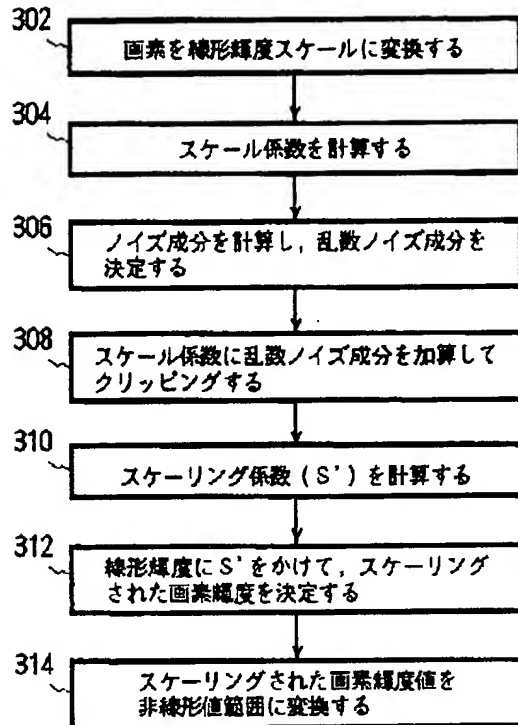 302
画素を線形輝度スケールに変換する
304
スケール係数を計算する
306
ノイズ成分を計算し,乱数ノイズ成分を
決定する
308
スケール係数に乱数ノイズ成分を加算して
クリッピングする
310
スケーリング係数(S')を計算する
312
線形輝度にS'をかけて,スケーリング
された画素輝度を決定する
314
スケーリングされた画素輝度値を
非線形値範囲に変換する